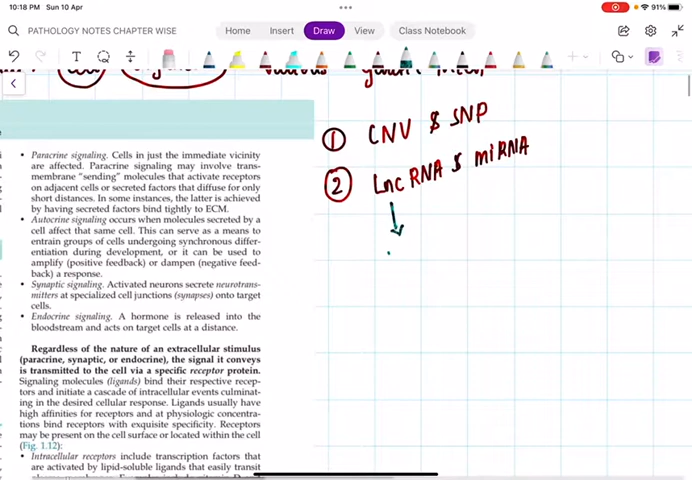 10:18 PM Sun 10 Apr
91%
PATHOLOGY NOTES CHAPTER WISE
Home Insert Draw View Class Notebook
① CNV & SNP
② LncRNA & miRNA
• Paracrine signaling. Cells in just the immediate vicinity
are affected. Paracrine signaling may involve trans-
membrane “sending” molecules that activate receptors
on adjacent cells or secreted factors that diffuse for only
short distances. In some instances, the latter is achieved
by having secreted factors bind tightly to ECM.
• Autocrine signaling occurs when molecules secreted by a
cell affect that same cell. This can serve as a means to
entrain groups of cells undergoing synchronous differ-
entiation during development, or it can be used to
amplify (positive feedback) or dampen (negative feed-
back) a response.
• Synaptic signaling. Activated neurons secrete neurotrans-
mitters at specialized cell junctions (synapses) onto target
cells.
• Endocrine signaling. A hormone is released into the
bloodstream and acts on target cells at a distance.
Regardless of the nature of an extracellular stimulus
(paracrine, synaptic, or endocrine), the signal it conveys
is transmitted to the cell via a specific receptor protein.
Signaling molecules (ligands) bind their respective recep-
tors and initiate a cascade of intracellular events culminat-
ing in the desired cellular response. Ligands usually have
high affinities for receptors and at physiologic concentra-
tions bind receptors with exquisite specificity. Receptors
may be present on the cell surface or located within the cell
(Fig. 1.12):
• Intracellular receptors include transcription factors that
are activated by lipid-soluble ligands that easily transit